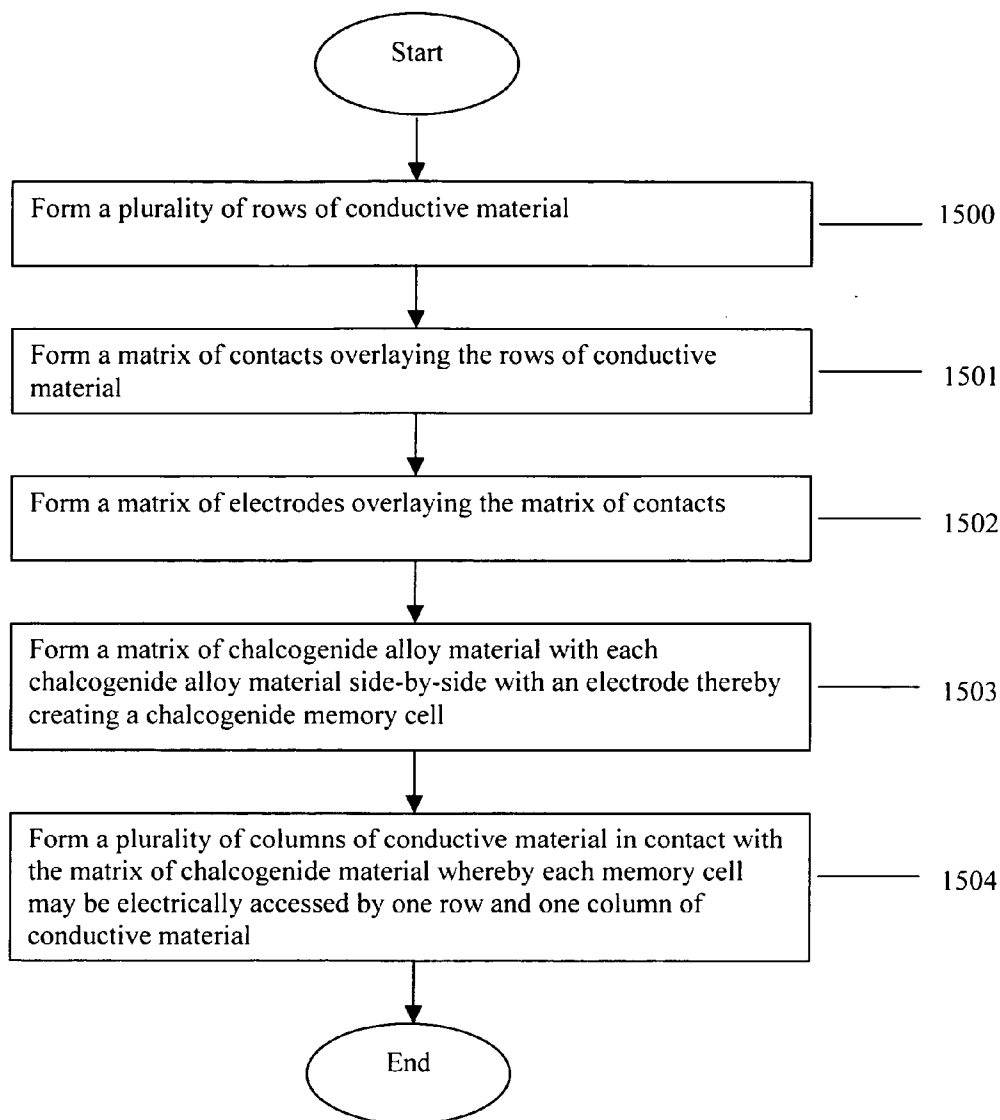 Start
Form a plurality of rows of conductive material
1500
Form a matrix of contacts overlaying the rows of conductive
material
1501
Form a matrix of electrodes overlaying the matrix of contacts
1502
Form a matrix of chalcogenide alloy material with each
chalcogenide alloy material side-by-side with an electrode thereby
creating a chalcogenide memory cell
1503
Form a plurality of columns of conductive material in contact with
the matrix of chalcogenide material whereby each memory cell
may be electrically accessed by one row and one column of
conductive material
1504
End